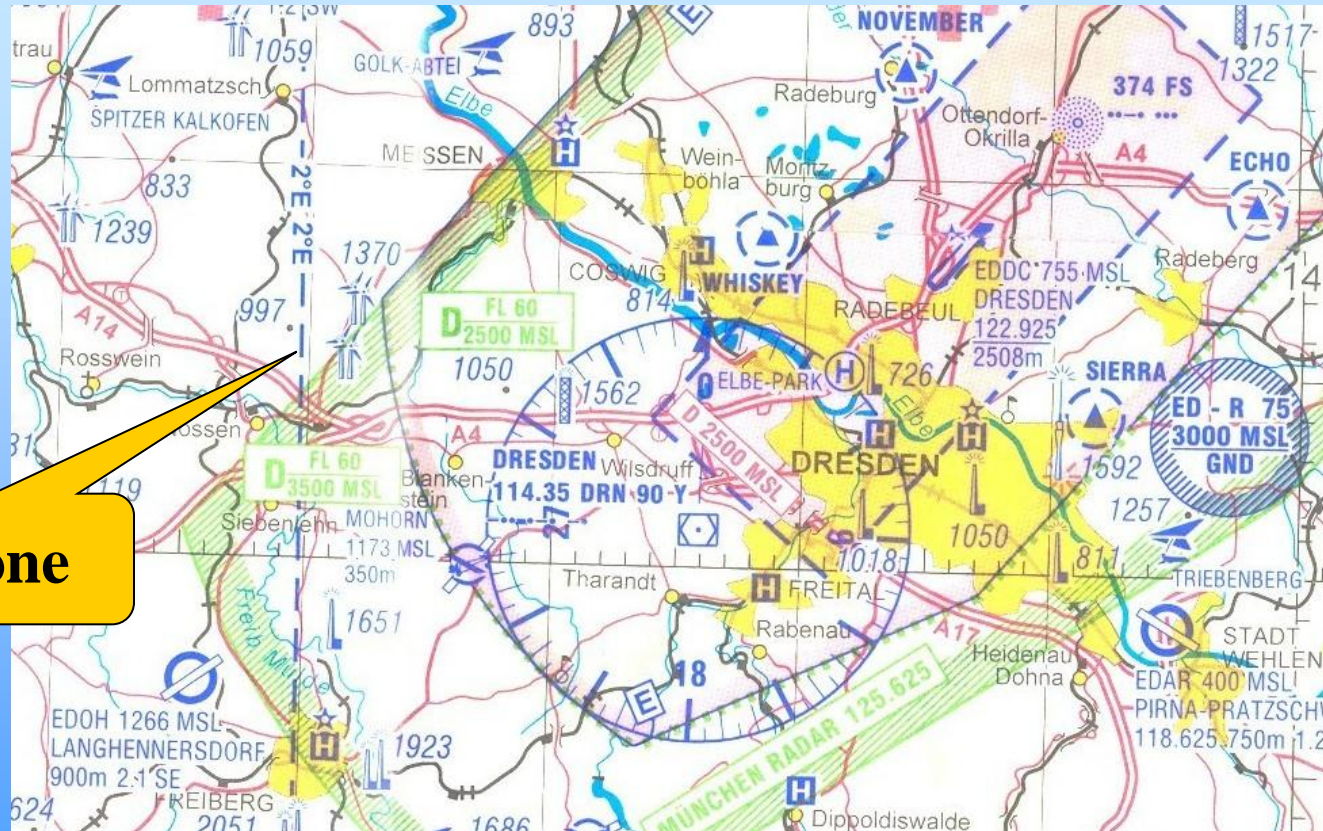 893
NOVEMBER
1059
1517
1322
trau
GOLK-ABTEI
Lommatzsch
Elbe
Radeburg
374 FS
SPITZER KALKOFEN
Ottendorf-
Okrilla
MEISSEN
Wein-
böhla
Moritz-
burg
A4
ECHO
833
1239
2°E 2°E
1370
COSWIG
WHISKEY
EDDC 755 MSL
DRESDEN
122.925
2508m
Radeberg
14
814
RADEBEUL
997
A14
D FL 60
2500 MSL
Rosswein
1050
1562
ELBE-PARK
H
726
SIERRA
ED - R 75
3000 MSL
GND
Elbe
A4
D 2500 MSL
D FL 60
3500 MSL
DRESDEN
114.35 DRN 90-Y
27
Wilsdruff
DRESDEN
1592
1119
Blanken-
stein
1257
Siebenlehn
MOHORN
1173 MSL
350m
1050
one
1018
811
TRIEBENBERG
Tharandt
H
FREITAL
1651
Rabenau
A17
Heidenau
Dohna
STADT
WEHLEN
18
E
EDAR 400 MSL
118.625 750m
EDOH 1266 MSL
LANGHENNERSDORF
900m 2.1 SE
H
1923
MÜNCHEN RADAR 125.625
FREIBERG
624
2051
1686
H
Dippoldiswalde